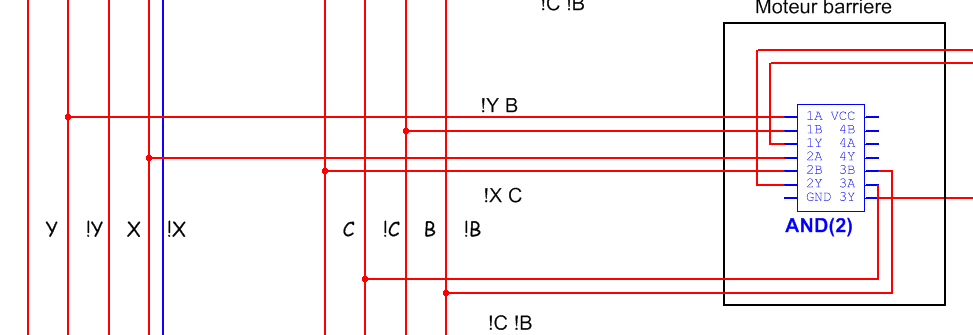 !C !B
Moteur barriere
!Y B
1A VCC
1B 4B
1Y 4A
2A 4Y
2B 3B
2Y 3A
GND 3Y
!X C
AND(2)
Y !Y X !X C !C B !B
!C !B